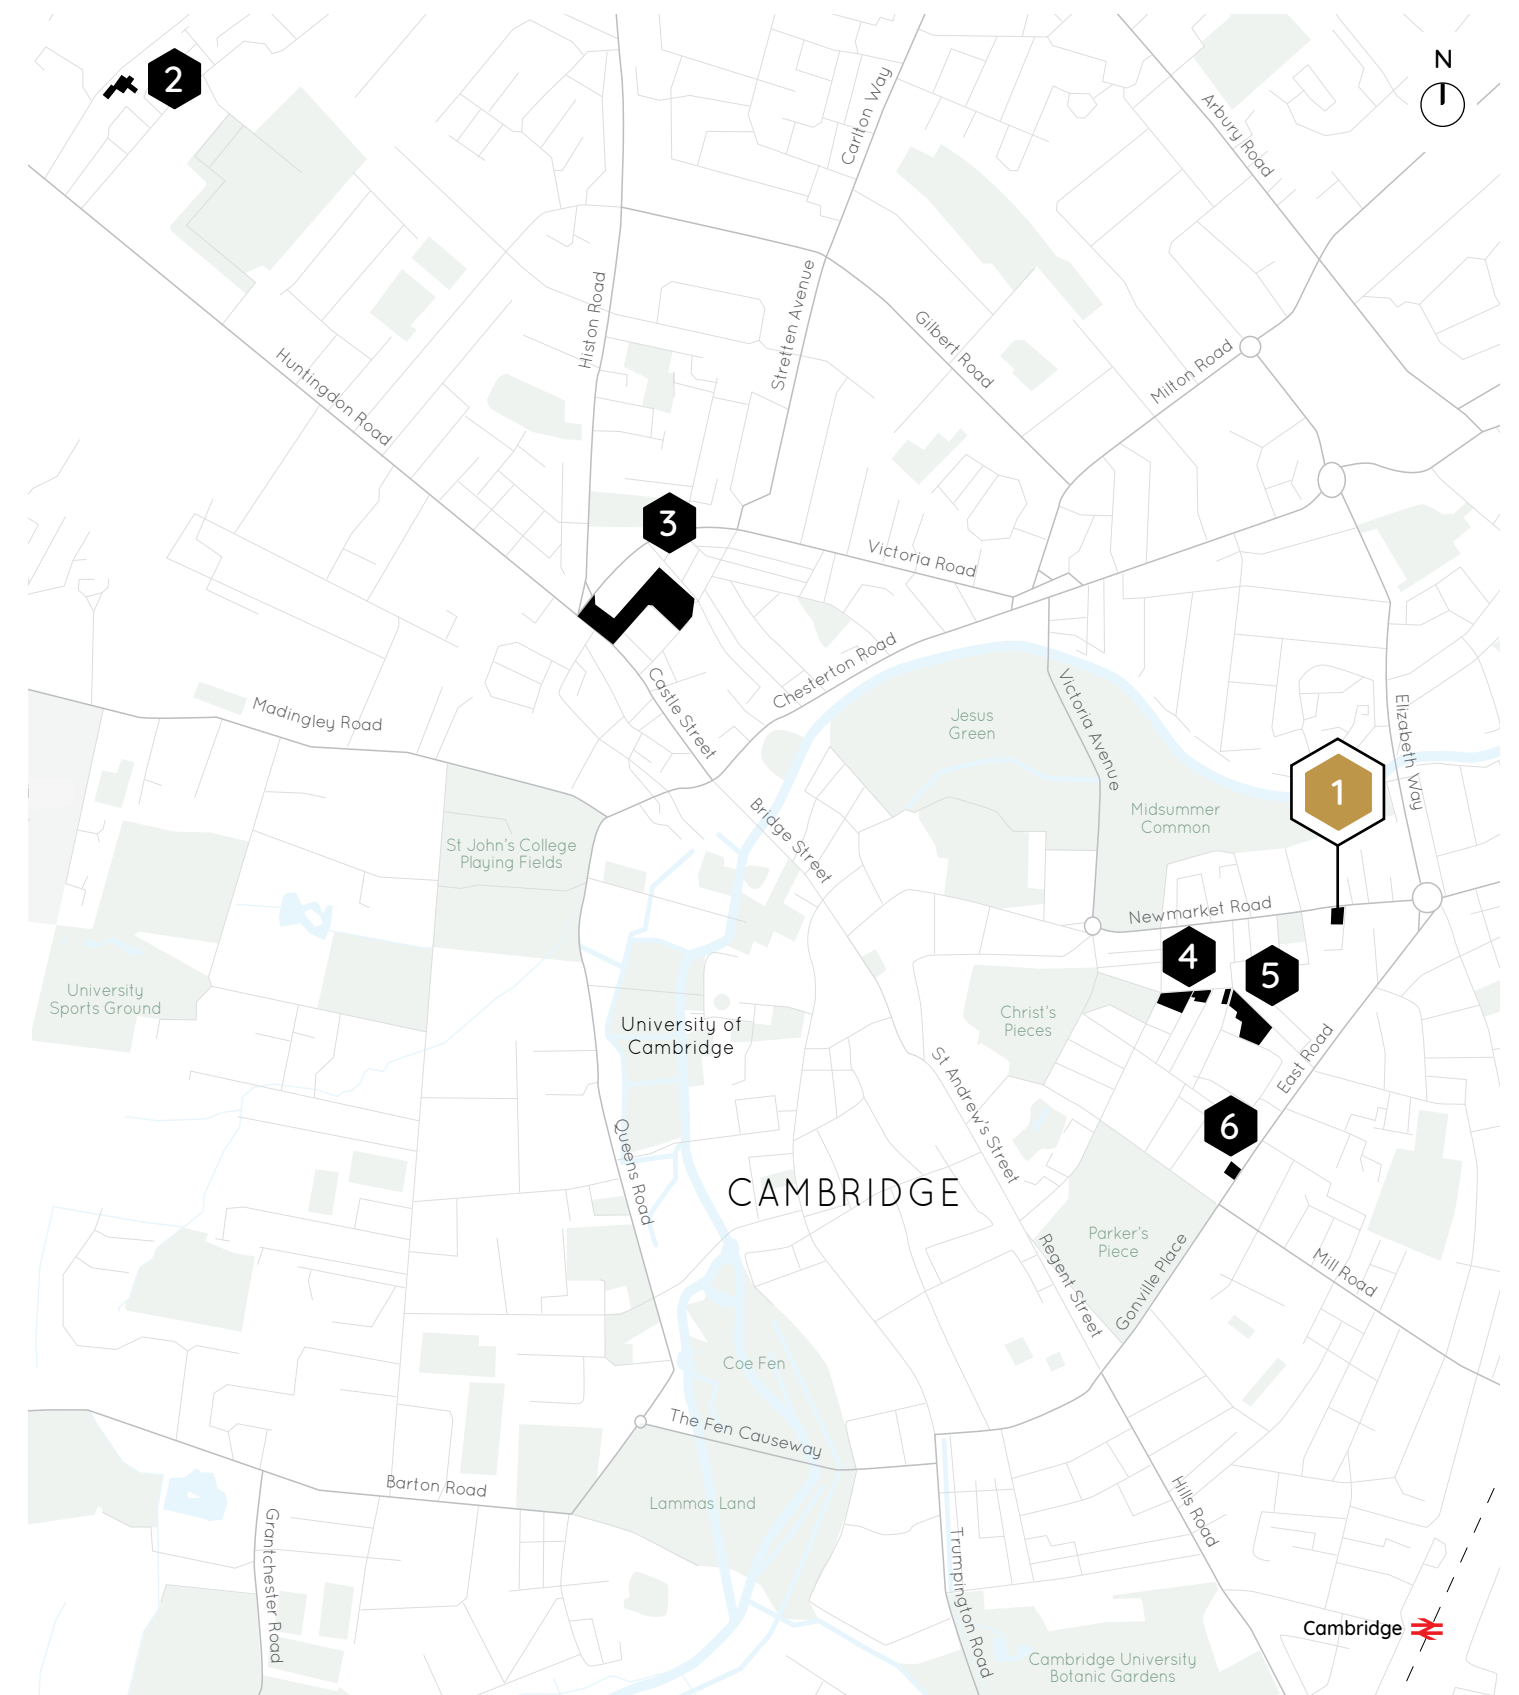 N
2
Carlton Way
Arbury Road
Histon Road
Stretten Avenue
Gilbert Road
Huntingdon Road
Milton Road
3
Victoria Road
Chesterton Road
Castle Street
Madingley Road
Victoria Avenue
Elizabeth Way
Jesus
Green
1
Midsummer
Common
Bridge Street
St John's College
Playing Fields
Newmarket Road
4
5
University
Sports Ground
Christ's
Pieces
University of
Cambridge
East Road
St Andrew's Street
6
Queens Road
CAMBRIDGE
Parker's
Piece
Gonville Place
Regent Street
Mill Road
Coe Fen
The Fen Causeway
Barton Road
Lammas Land
Hills Road
Grantchester Road
Trumpington Road
Cambridge
Cambridge University
Botanic Gardens